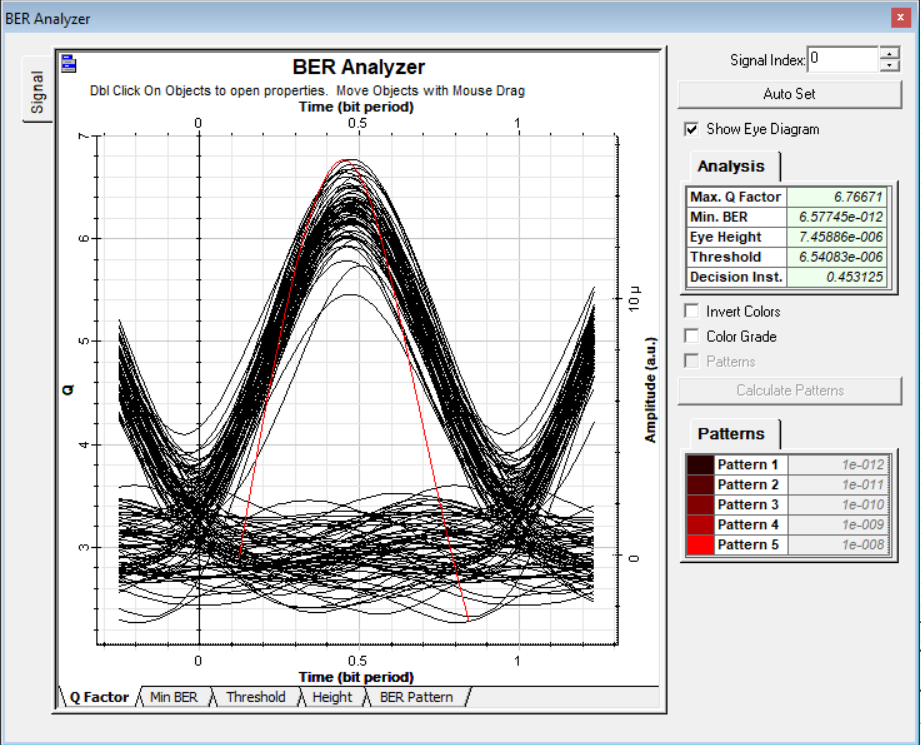 BER Analyzer
Signal
BER Analyzer
Dbl Click On Objects to open properties. Move Objects with Mouse Drag
Time (bit period)
0 0.5 1
7
6
5
4
3
Q
10 µ
0
Amplitude (a.u.)
0 0.5 1
Time (bit period)
Q Factor Min BER Threshold Height BER Pattern
Signal Index: 0
Auto Set
Show Eye Diagram
Analysis
Max. Q Factor 6.76671
Min. BER 6.57745e-012
Eye Height 7.45886e-006
Threshold 6.54083e-006
Decision Inst. 0.453125
Invert Colors
Color Grade
Patterns
Calculate Patterns
Patterns
Pattern 1 1e-012
Pattern 2 1e-011
Pattern 3 1e-010
Pattern 4 1e-009
Pattern 5 1e-008